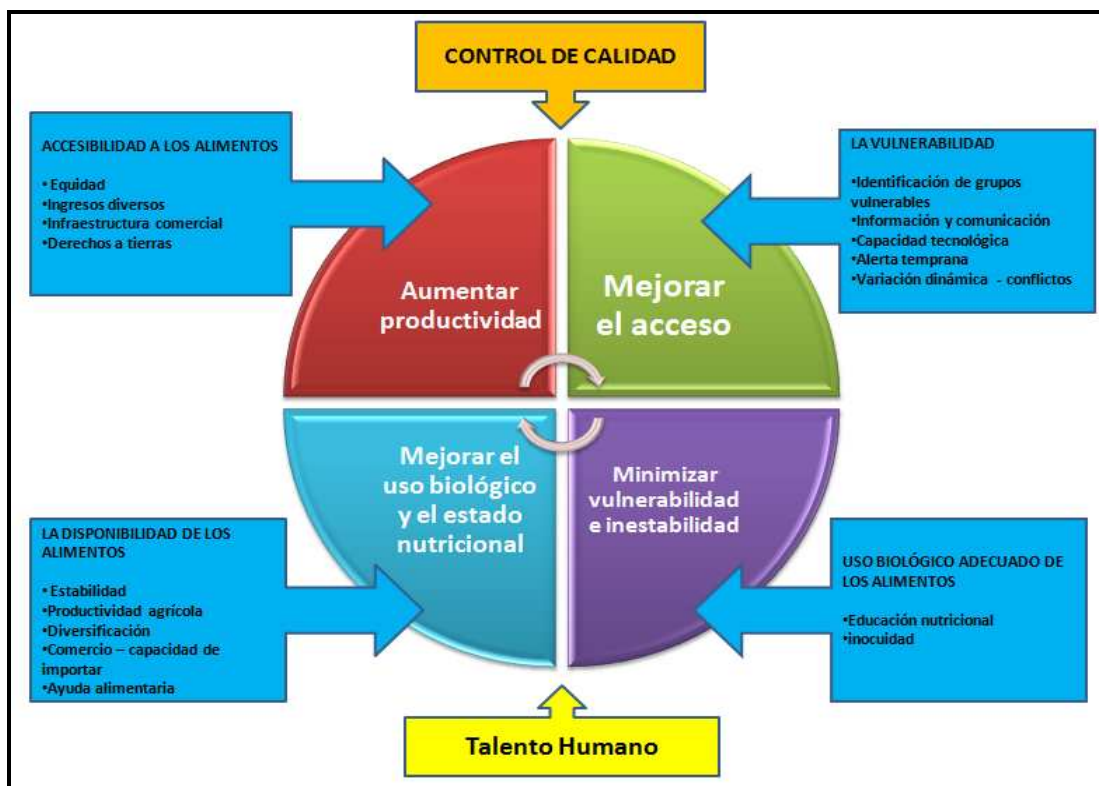 CONTROL DE CALIDAD
ACCESIBILIDAD A LOS ALIMENTOS
•Equidad
•Ingresos diversos
•Infraestructura comercial
•Derechos a tierras
LA VULNERABILIDAD
•Identificación de grupos
vulnerables
•Información y comunicación
•Capacidad tecnológica
•Alerta temprana
•Variación dinámica - conflictos
Aumentar
productividad
Mejorar
el acceso
Mejorar el
uso biológico
y el estado
nutricional
Minimizar
vulnerabilidad
e inestabilidad
LA DISPONIBILIDAD DE LOS
ALIMENTOS
•Estabilidad
•Productividad agrícola
•Diversificación
•Comercio – capacidad de
importar
•Ayuda alimentaria
USO BIOLÓGICO ADECUADO DE
LOS ALIMENTOS
•Educación nutricional
•inocuidad
Talento Humano